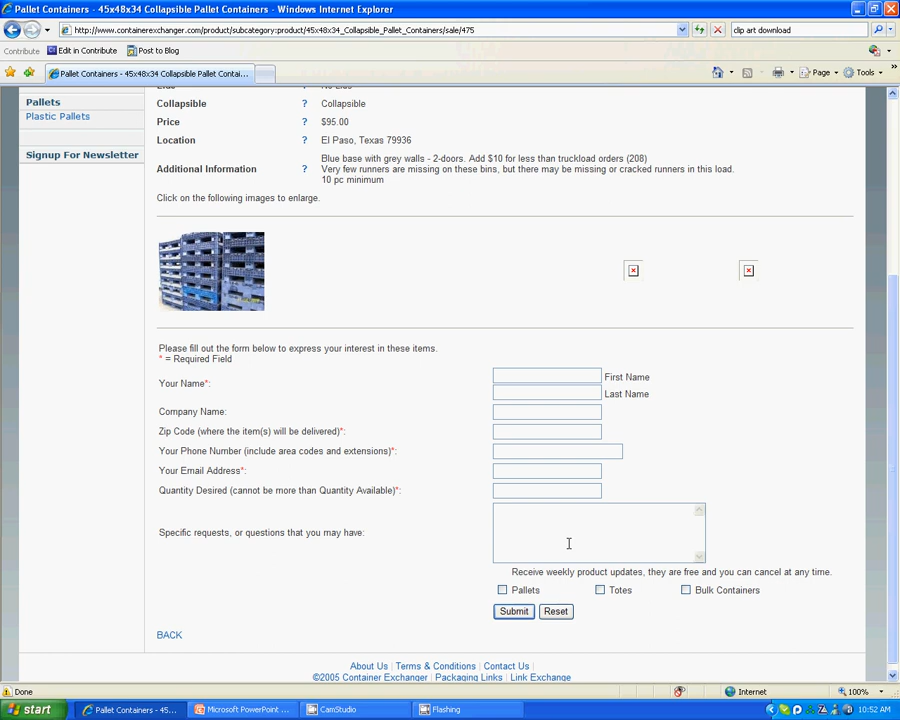 Pallet Containers - 45x48x34 Collapsible Pallet Containers - Windows Internet Explorer
http://www.containerexchanger.com/product/subcategory:product/45x48x34_Collapsible_Pallet_Containers/sale/475
clip art download
Contribute Edit in Contribute Post to Blog
Pallet Containers - 45x48x34 Collapsible Pallet Contai...
Page Tools
Pallets
Plastic Pallets
Signup For Newsletter
Collapsible ? Collapsible
Price ? $95.00
Location ? El Paso, Texas 79936
Blue base with grey walls - 2-doors. Add $10 for less than truckload orders (208)
Additional Information ? Very few runners are missing on these bins, but there may be missing or cracked runners in this load.
10 pc minimum
Click on the following images to enlarge.
Please fill out the form below to express your interest in these items.
* = Required Field
Your Name*:
First Name
Last Name
Company Name:
Zip Code (where the item(s) will be delivered)*:
Your Phone Number (include area codes and extensions)*:
Your Email Address*:
Quantity Desired (cannot be more than Quantity Available)*:
Specific requests, or questions that you may have:
Receive weekly product updates, they are free and you can cancel at any time.
Pallets Totes Bulk Containers
Submit Reset
BACK
About Us | Terms & Conditions | Contact Us |
©2005 Container Exchanger | Packaging Links | Link Exchange
Done Internet 100%
start Pallet Containers - 45... Microsoft PowerPoint ... CamStudio Flashing 10:52 AM